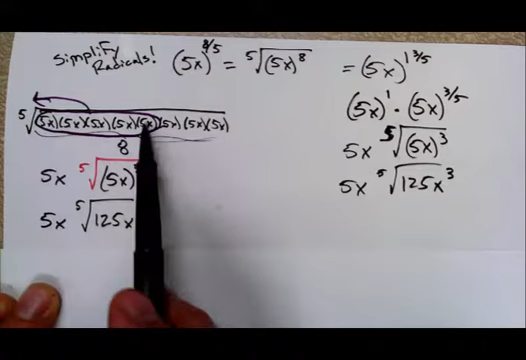 Simplify Radicals! (5x)^{8/5} = ⁵√(5x)^8 = (5x)^{1 3/5}
(5x)^1 · (5x)^{3/5}
⁵√(5x)(5x)(5x)(5x)(5x)(5x)(5x)(5x)
8
5x ⁵√(5x)^3
5x ⁵√(5x)
5x ⁵√125x^3
5x ⁵√125x